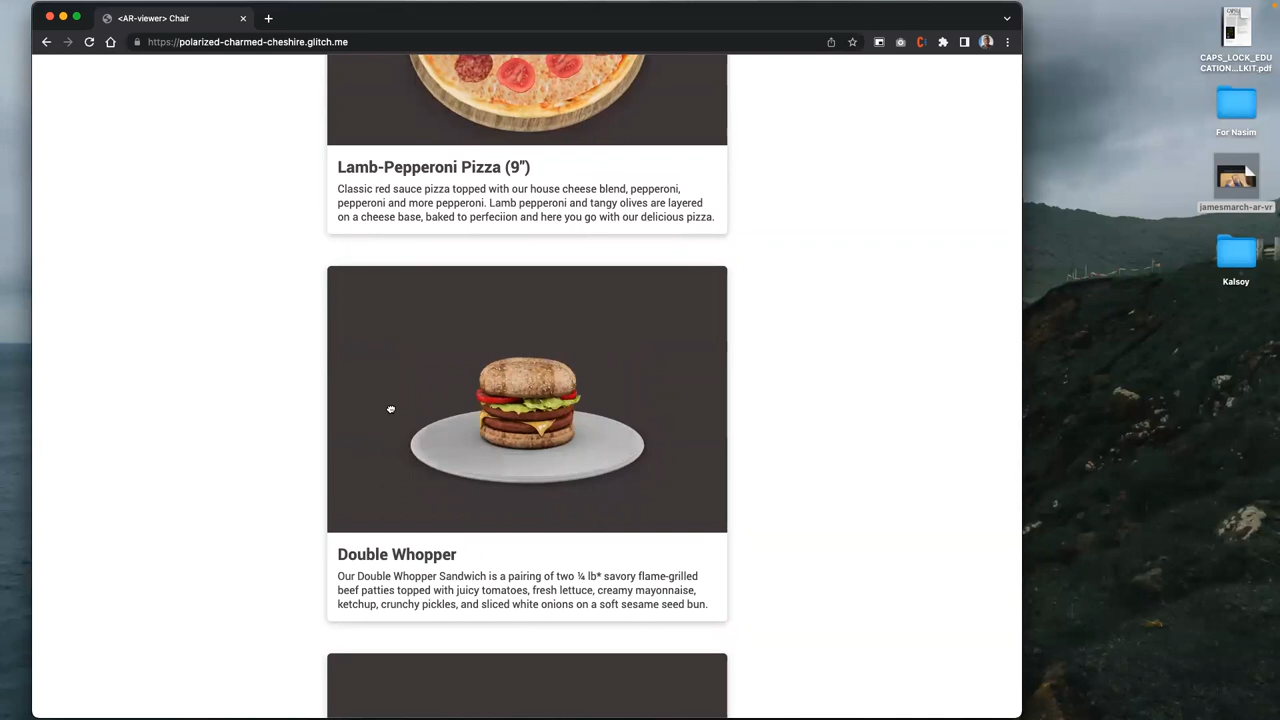 <AR-viewer> Chair
https://polarized-charmed-cheshire.glitch.me
Lamb-Pepperoni Pizza (9")
Classic red sauce pizza topped with our house cheese blend, pepperoni,
pepperoni and more pepperoni. Lamb pepperoni and tangy olives are layered
on a cheese base, baked to perfeciion and here you go with our delicious pizza.
Double Whopper
Our Double Whopper Sandwich is a pairing of two ¼ lb* savory flame-grilled
beef patties topped with juicy tomatoes, fresh lettuce, creamy mayonnaise,
ketchup, crunchy pickles, and sliced white onions on a soft sesame seed bun.
CAPS_LOCK_EDU
CATION...LKIT.pdf
For Nasim
jamesmarch-ar-vr
Kalsoy